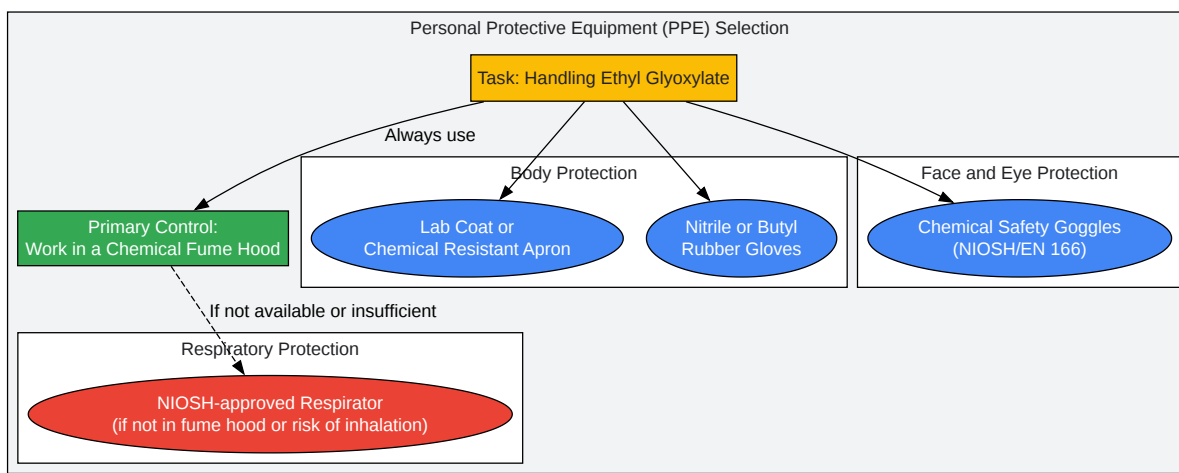 Personal Protective Equipment (PPE) Selection
Task: Handling Ethyl Glyoxylate
Always use
Body Protection
Face and Eye Protection
Primary Control:
Work in a Chemical Fume Hood
Lab Coat or
Chemical Resistant Apron
Nitrile or Butyl
Rubber Gloves
Chemical Safety Goggles
(NIOSH/EN 166)
If not available or insufficient
Respiratory Protection
NIOSH-approved Respirator
(if not in fume hood or risk of inhalation)